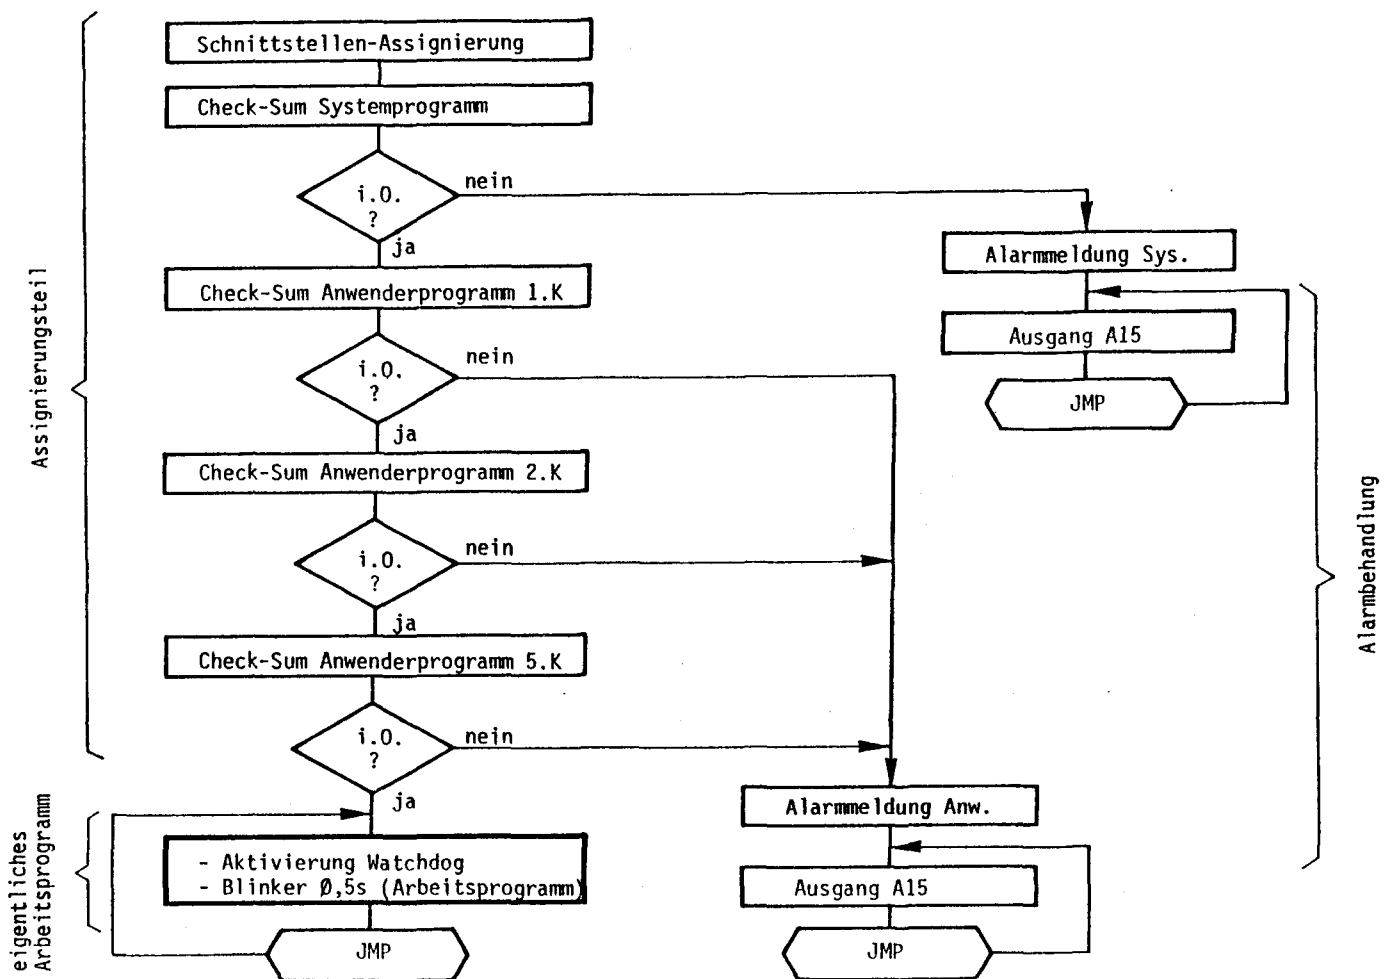 Schnittstellen-Assignierung
Check-Sum Systemprogramm
i.O.
?
nein
ja
Alarmmeldung Sys.
Ausgang A15
JMP
Check-Sum Anwenderprogramm 1.K
i.O.
?
nein
ja
Check-Sum Anwenderprogramm 2.K
i.O.
?
nein
ja
Check-Sum Anwenderprogramm 5.K
i.O.
?
nein
ja
Alarmmeldung Anw.
Ausgang A15
JMP
- Aktivierung Watchdog
- Blinker Ø,5s (Arbeitsprogramm)
JMP
Assignierungsteil
eigentliches
Arbeitsprogramm
Alarmbehandlung